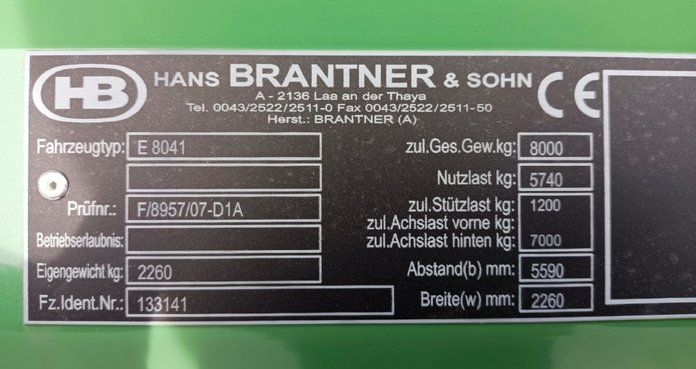 HB HANS BRANTNER & SOHN
A - 2136 Laa an der Thaya
Tel. 0043/2522/2511-0 Fax 0043/2522/2511-50
Herst.: BRANTNER (A)
CE
Fahrzeugtyp: E 8041
Prüfnr.: F/8957/07-D1A
Betriebserlaubnis:
Eigengewicht kg: 2260
Fz.Ident.Nr.: 133141
zul.Ges.Gew.kg: 8000
Nutzlast kg: 5740
zul.Stützlast kg: 1200
zul.Achslast vorne kg:
zul.Achslast hinten kg: 7000
Abstand(b) mm: 5590
Breite(w) mm: 2260